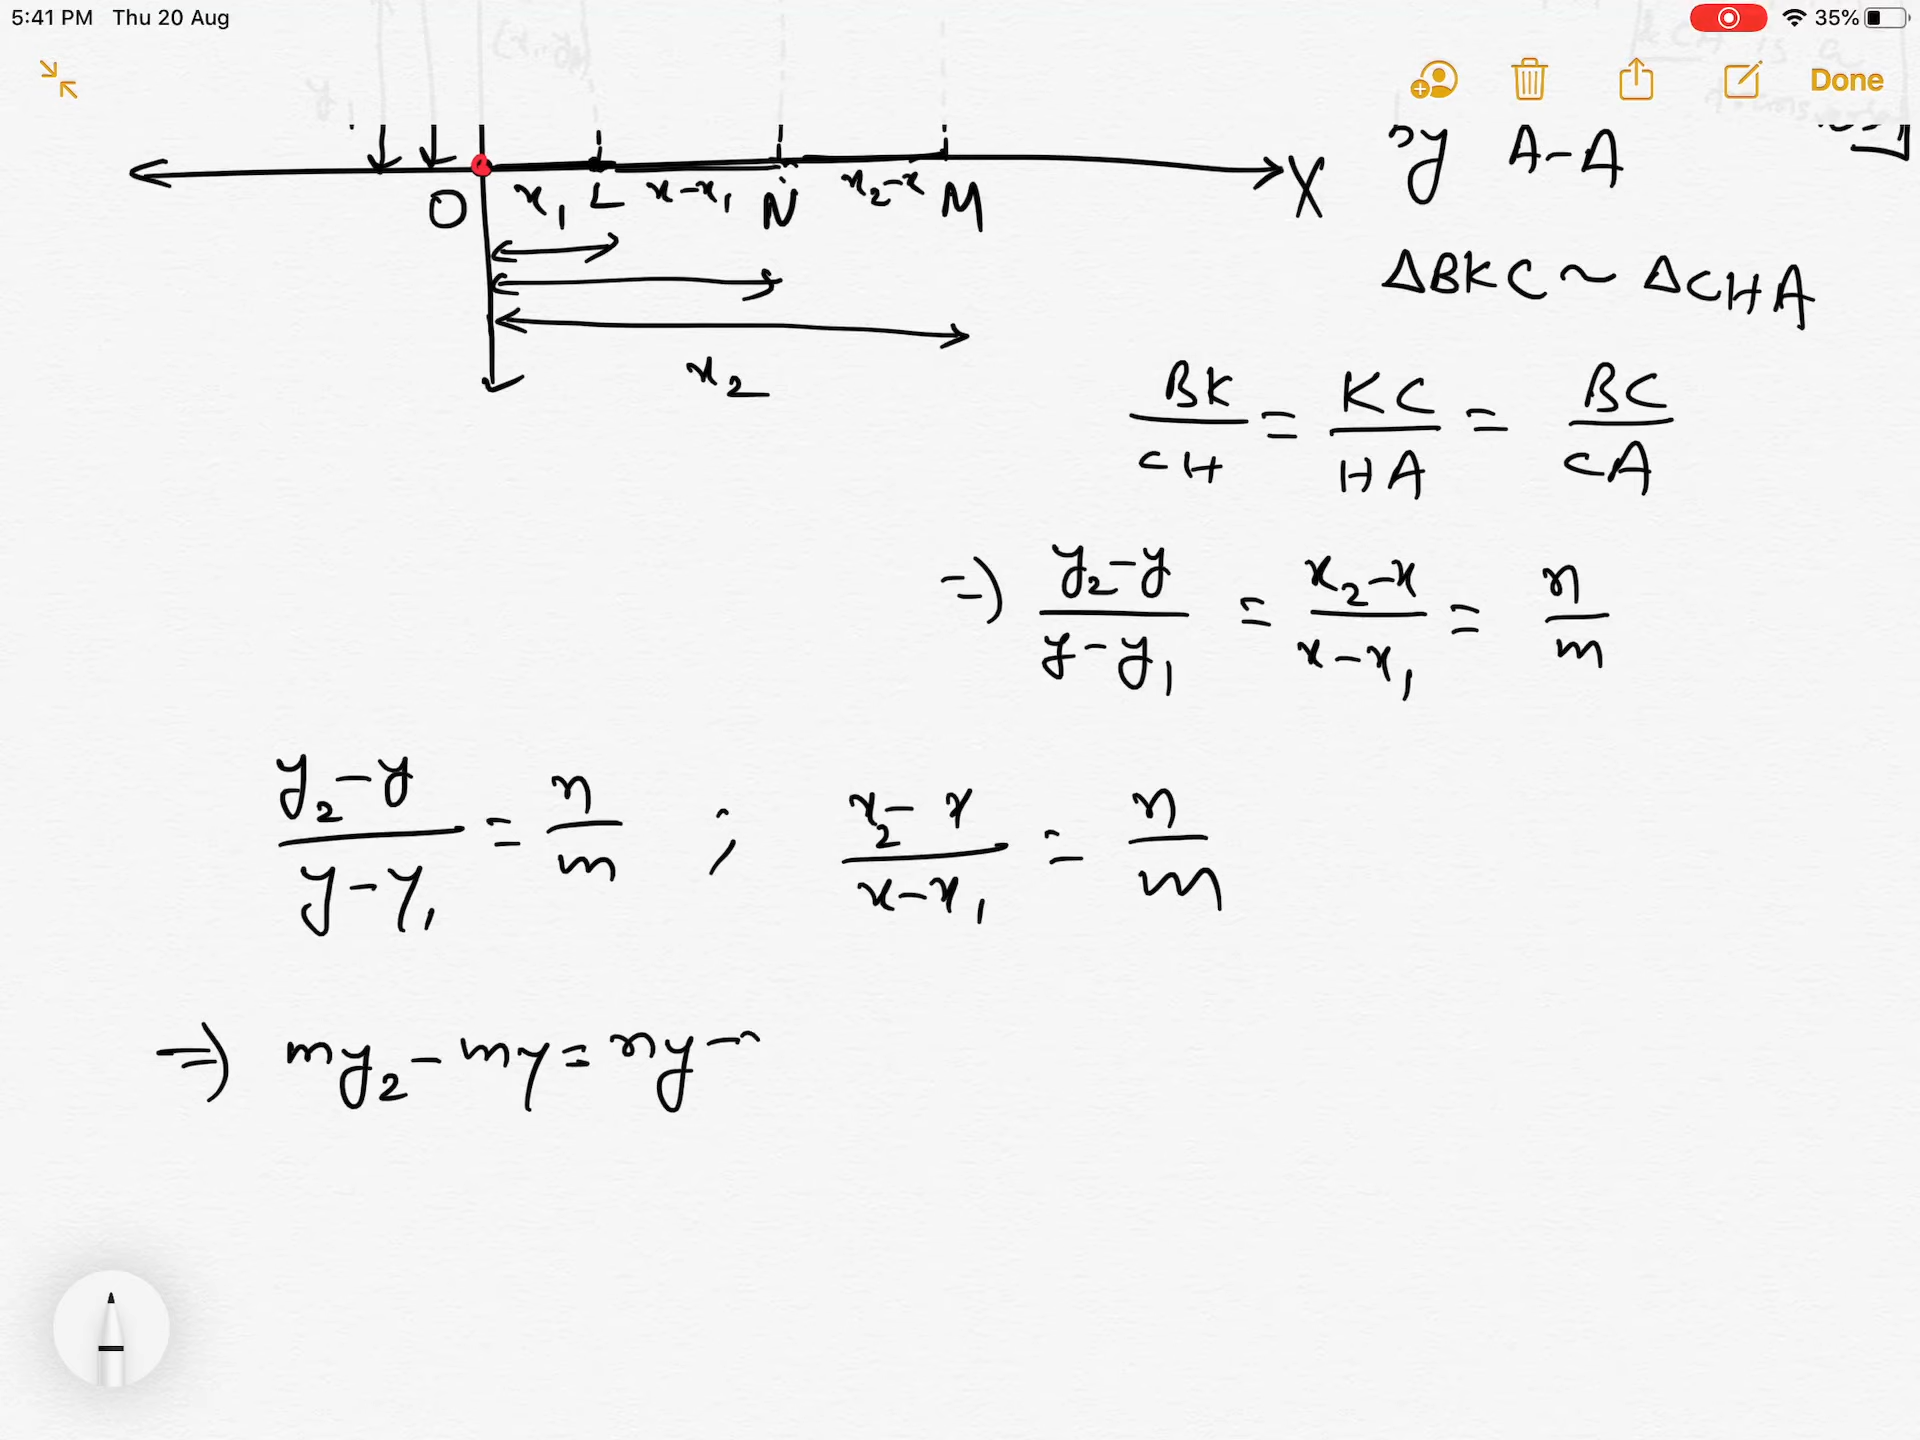 5:41 PM Thu 20 Aug 35%
Done
By A-A
X
O x₁ L x-x₁ N x₂-x M
x₂
ΔBKC ~ ΔCHA
BK/CH = KC/HA = BC/CA
=> y₂-y/y-y₁ = x₂-x/x-x₁ = n/m
y₂-y/y-y₁ = n/m ; x₂-x/x-x₁ = n/m
=> my₂-my=ny-